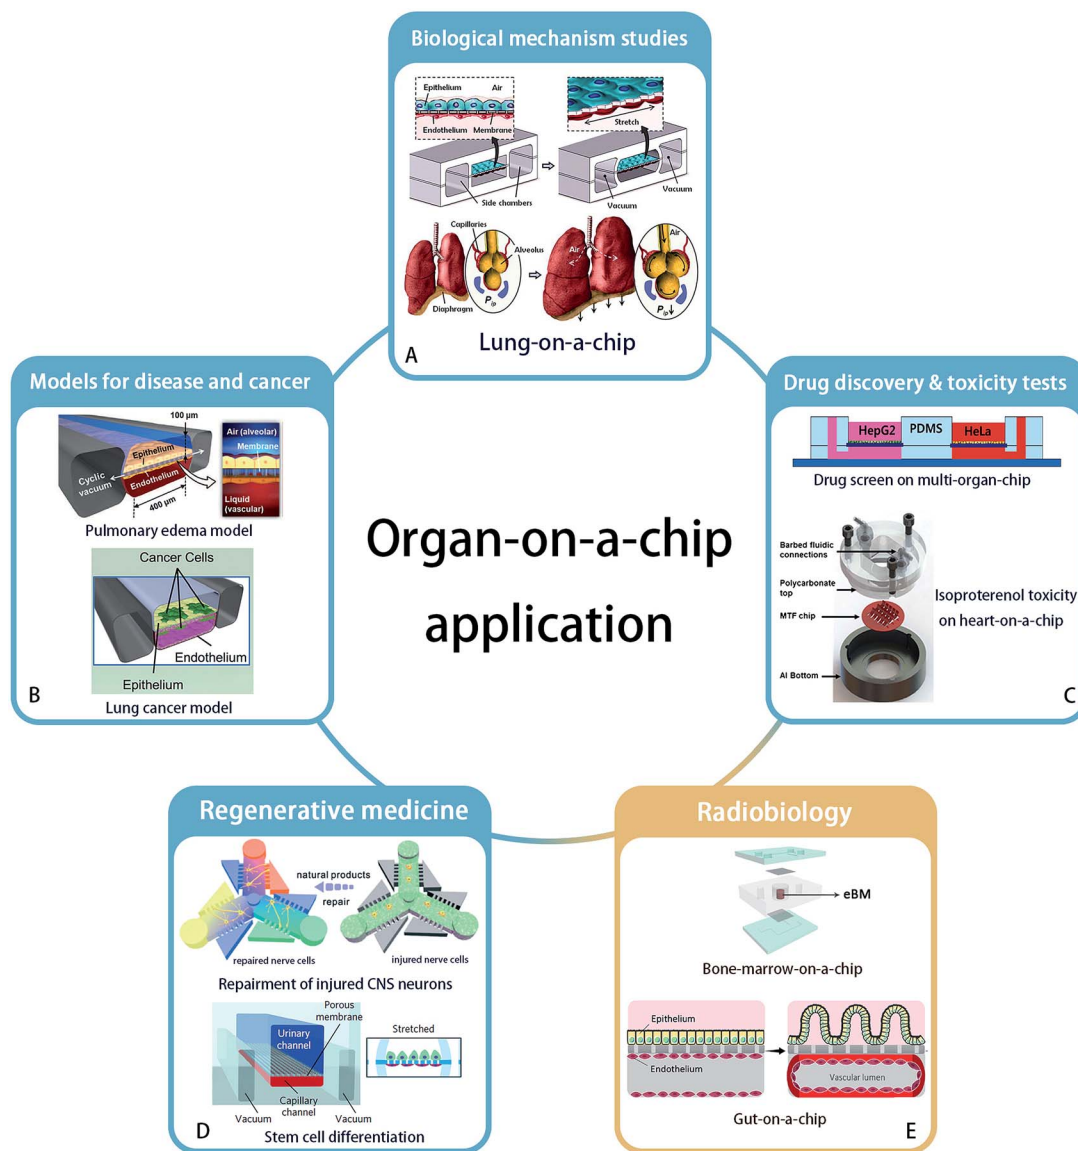 Biological mechanism studies
Epithelium
Air
Endothelium
Membrane
Stretch
Side chambers
Vacuum
Vacuum
Capillaries
Alveolus
Air
Air
Pip
Pip
Diaphragm
Lung-on-a-chip
A
Models for disease and cancer
100 μm
Air (alveolar)
Membrane
Epithelium
Endothelium
Cyclic
vacuum
400 μm
Liquid
(vascular)
Pulmonary edema model
Cancer Cells
Endothelium
Epithelium
Lung cancer model
B
Drug discovery & toxicity tests
HepG2
PDMS
HeLa
Drug screen on multi-organ-chip
Barbed fluidic
connections
Polycarbonate
top
MTF chip
Al Bottom
Isoproterenol toxicity
on heart-on-a-chip
C
Organ-on-a-chip
application
Regenerative medicine
natural products
repair
repaired nerve cells
injured nerve cells
Repairment of injured CNS neurons
Porous
membrane
Urinary
channel
Stretched
Capillary
channel
Vacuum
Vacuum
Stem cell differentiation
D
Radiobiology
eBM
Bone-marrow-on-a-chip
Epithelium
Endothelium
Vascular lumen
Gut-on-a-chip
E